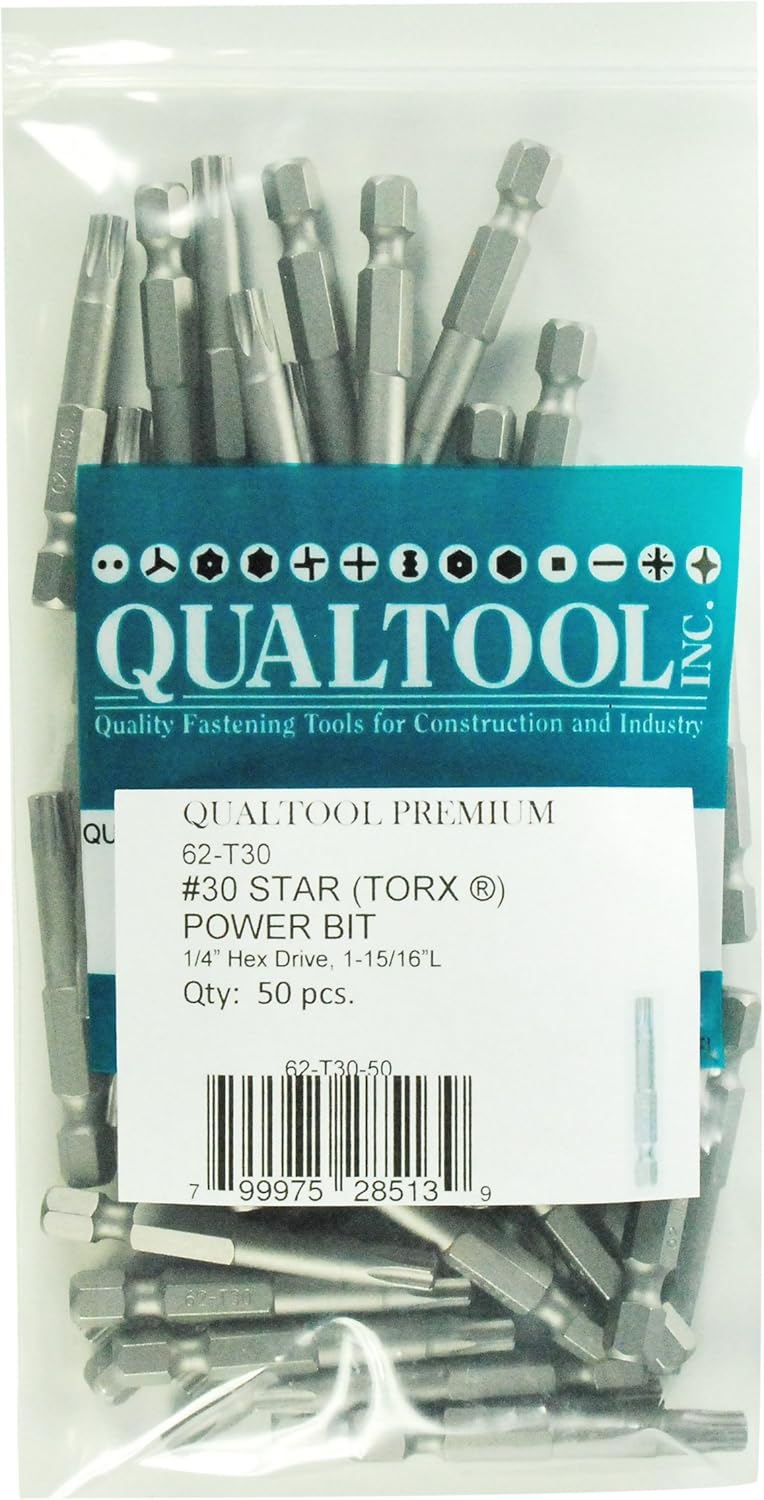 62-T30
QUALTOOL INC.
Quality Fastening Tools for Construction and Industry
QU
QUALTOOL PREMIUM
62-T30
#30 STAR (TORX ®)
POWER BIT
1/4” Hex Drive, 1-15/16”L
Qty: 50 pcs.
62-T30-50
7 99975 28513 9
62-T30